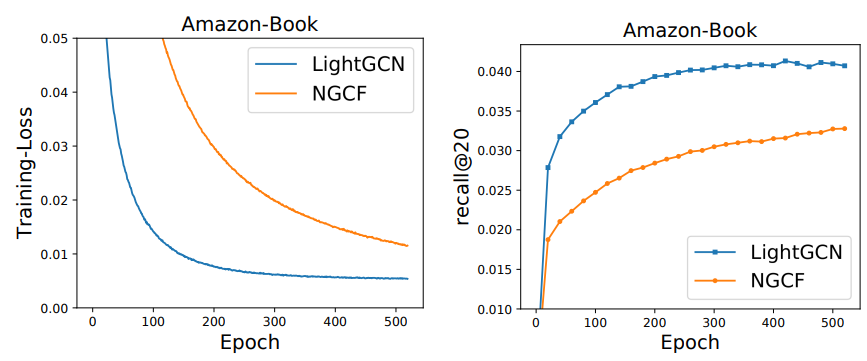 Amazon-Book
0.05
0.04
0.03
0.02
0.01
0.00
Training-Loss
LightGCN
NGCF
0 100 200 300 400 500
Epoch
Amazon-Book
0.040
0.035
0.030
0.025
0.020
0.015
0.010
recall@20
LightGCN
NGCF
0 100 200 300 400 500
Epoch